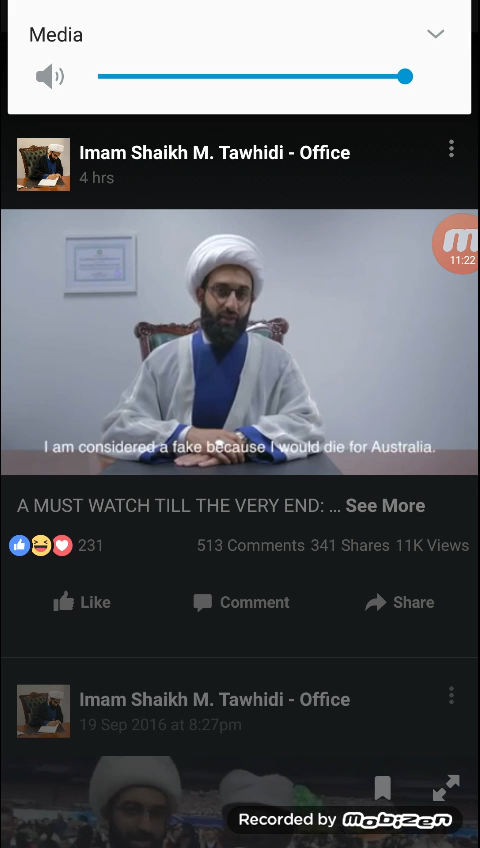 Media
Imam Shaikh M. Tawhidi - Office
4 hrs
11:22
I am considered a fake because I would die for Australia.
A MUST WATCH TILL THE VERY END: ... See More
231 513 Comments 341 Shares 11K Views
Like Comment Share
Imam Shaikh M. Tawhidi - Office
19 Sep 2016 at 8:27pm
Recorded by mobizen